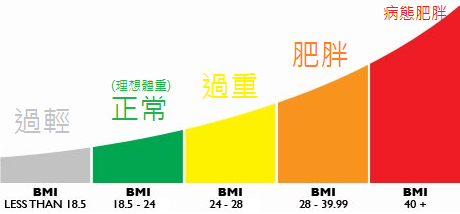 病態肥胖
肥胖
過重
(理想體重)
正常
過輕
BMI
LESS THAN 18.5
BMI
18.5 - 24
BMI
24 - 28
BMI
28 - 39.99
BMI
40 +